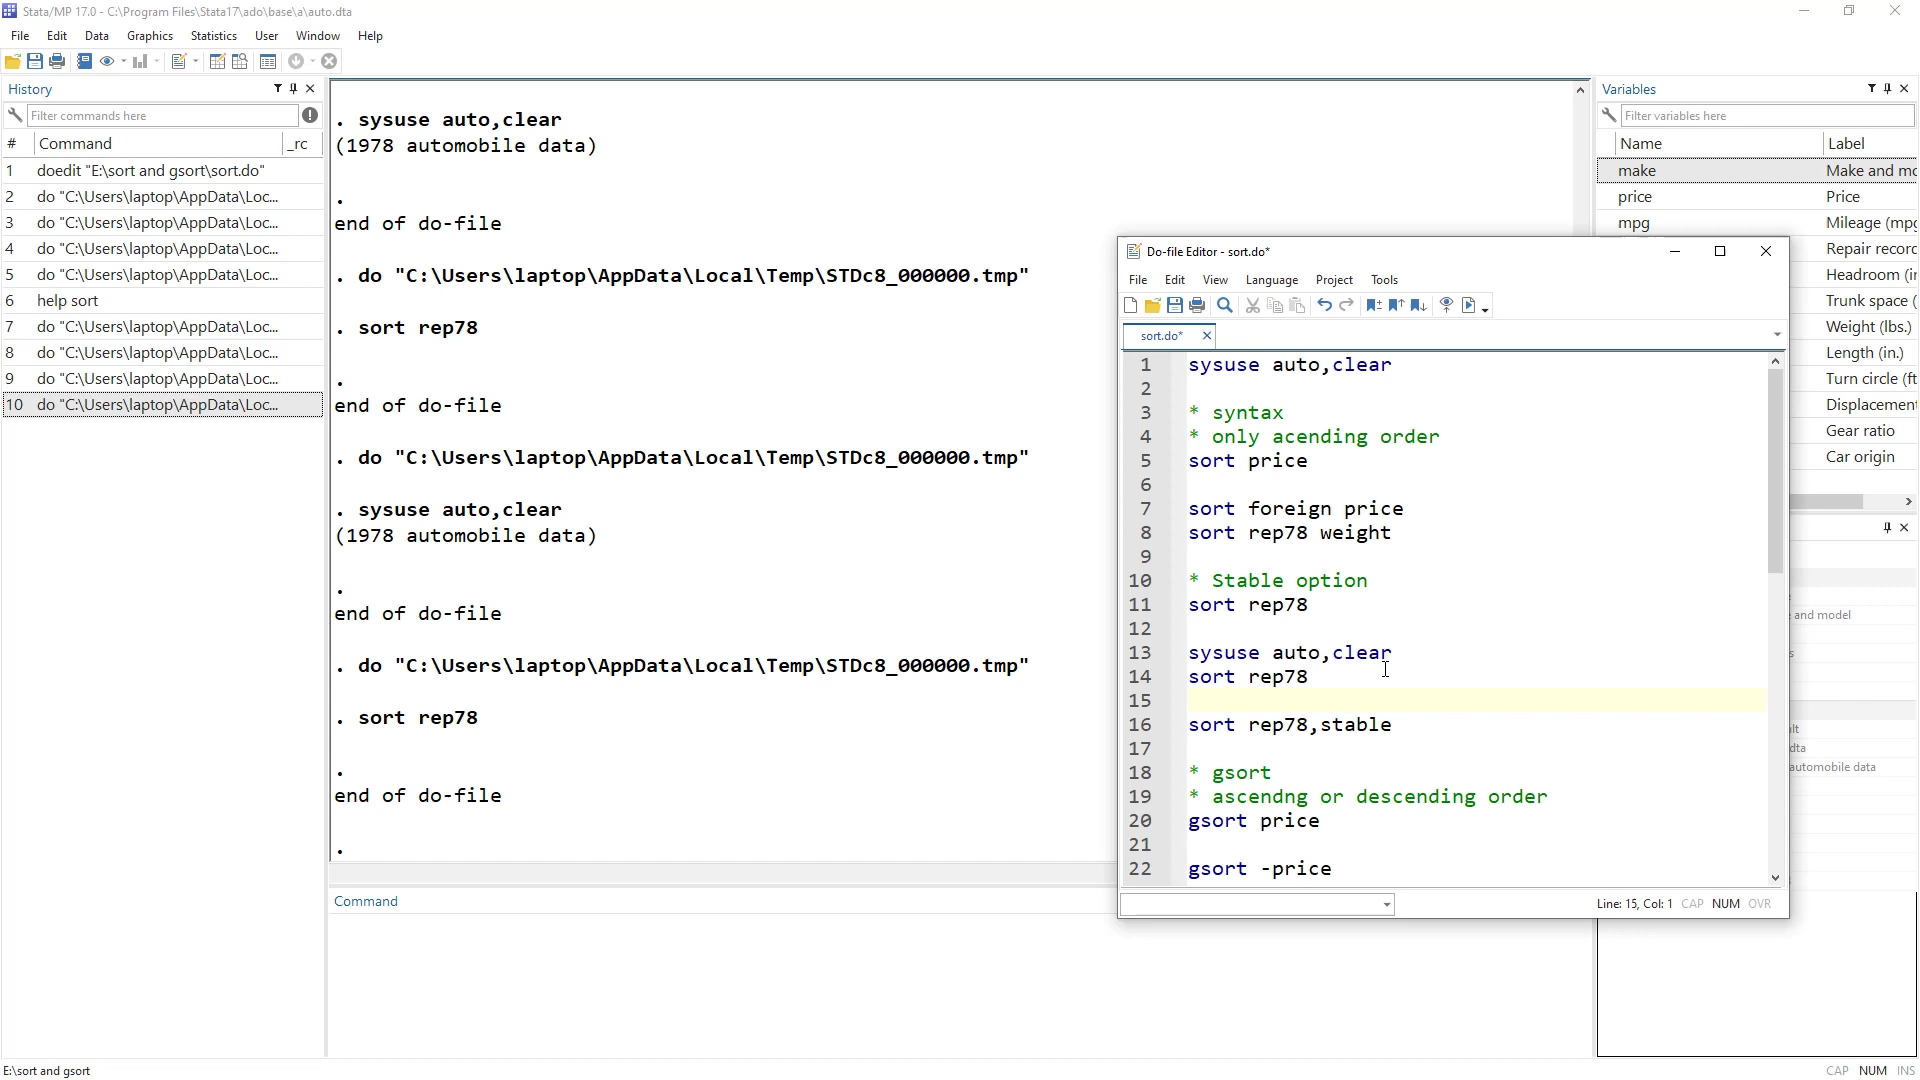 Stata/MP 17.0 - C:\Program Files\Stata17\ado\base\a\auto.dta
File Edit Data Graphics Statistics User Window Help
History
Filter commands here
# Command _rc
1 doedit "E:\sort and gsort\sort.do"
2 do "C:\Users\laptop\AppData\Loc...
3 do "C:\Users\laptop\AppData\Loc...
4 do "C:\Users\laptop\AppData\Loc...
5 do "C:\Users\laptop\AppData\Loc...
6 help sort
7 do "C:\Users\laptop\AppData\Loc...
8 do "C:\Users\laptop\AppData\Loc...
9 do "C:\Users\laptop\AppData\Loc...
10 do "C:\Users\laptop\AppData\Loc...
. sysuse auto,clear
(1978 automobile data)
.
end of do-file
. do "C:\Users\laptop\AppData\Local\Temp\STDc8_000000.tmp"
. sort rep78
.
end of do-file
. do "C:\Users\laptop\AppData\Local\Temp\STDc8_000000.tmp"
. sysuse auto,clear
(1978 automobile data)
.
end of do-file
. do "C:\Users\laptop\AppData\Local\Temp\STDc8_000000.tmp"
. sort rep78
.
end of do-file
.
Command
Do-file Editor - sort.do*
File Edit View Language Project Tools
sort.do*
1 sysuse auto,clear
2
3 * syntax
4 * only acending order
5 sort price
6
7 sort foreign price
8 sort rep78 weight
9
10 * Stable option
11 sort rep78
12
13 sysuse auto,clear
14 sort rep78
15
16 sort rep78,stable
17
18 * gsort
19 * ascendng or descending order
20 gsort price
21
22 gsort -price
Line: 15, Col: 1 CAP NUM OVR
Variables
Filter variables here
Name Label
make Make and mo
price Price
mpg Mileage (mpg
Repair record
Headroom (in
Trunk space (
Weight (lbs.)
Length (in.)
Turn circle (ft
Displacement
Gear ratio
Car origin
and model
automobile data
E:\sort and gsort
CAP NUM INS